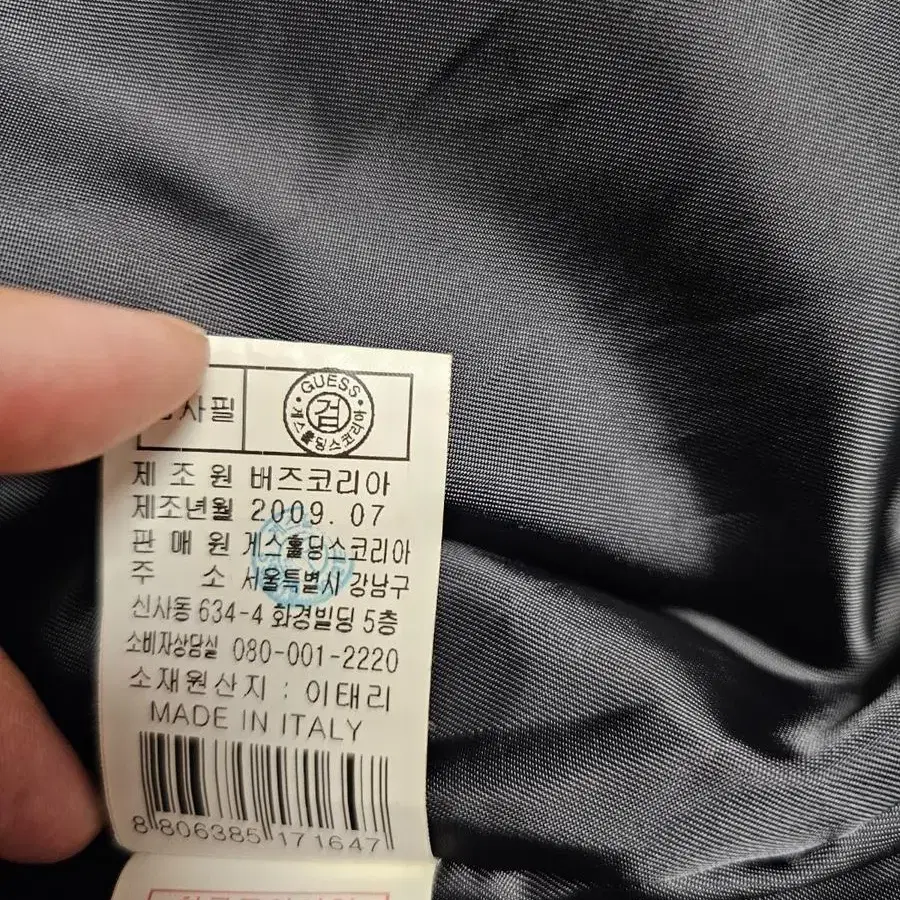 사필
GUESS
검
게스홀딩스코리아
제 조 원 버즈코리아
제조년월 2009. 07
판 매 원 게스홀딩스코리아
주 소 서울특별시 강남구
신사동 634-4 화경빌딩 5층
소비자상담실 080-001-2220
소재원산지 : 이태리
MADE IN ITALY
8 806385 171647